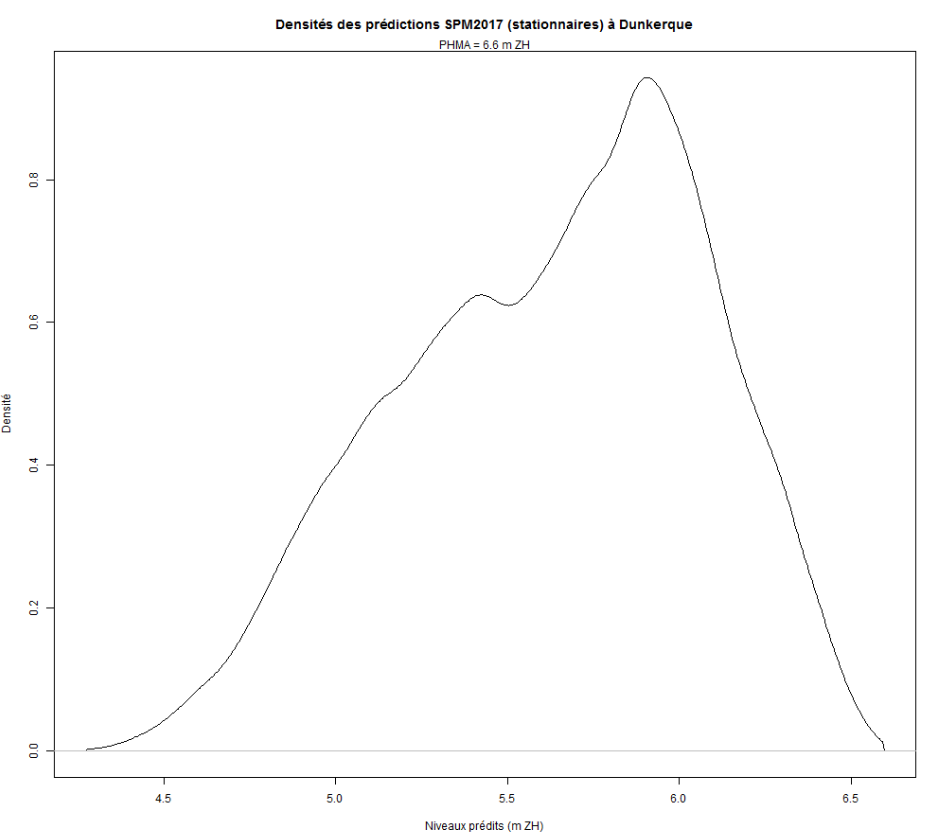 Densités des prédictions SPM2017 (stationnaires) à Dunkerque
PHMA = 6.6 m ZH
Densité
0.8
0.6
0.4
0.2
0.0
4.5 5.0 5.5 6.0 6.5
Niveaux prédits (m ZH)